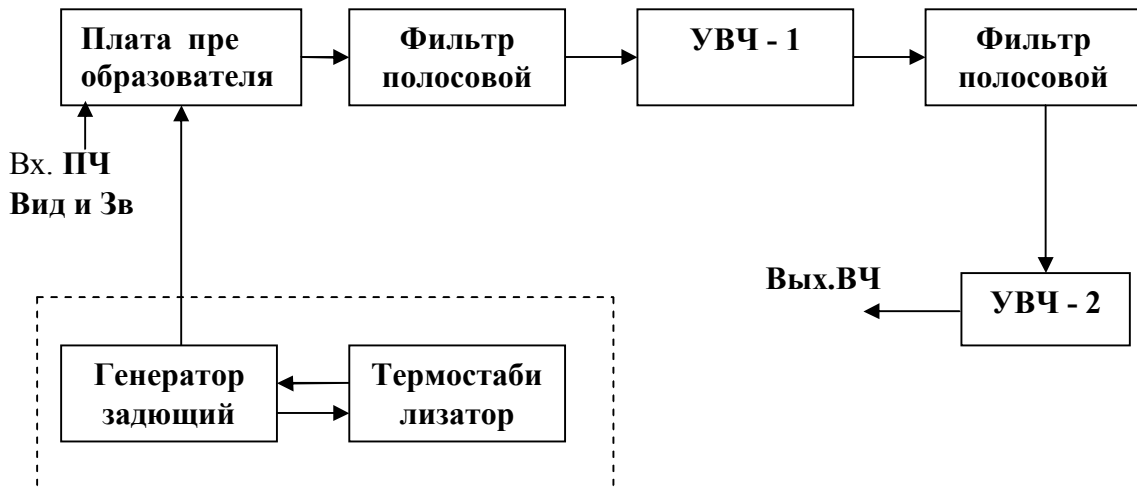 Плата пре
образователя
Фильтр
полосовой
УВЧ - 1
Фильтр
полосовой
Вх. ПЧ
Вид и Зв
Вых.ВЧ
УВЧ - 2
Генератор
задющий
Термостаби
лизатор